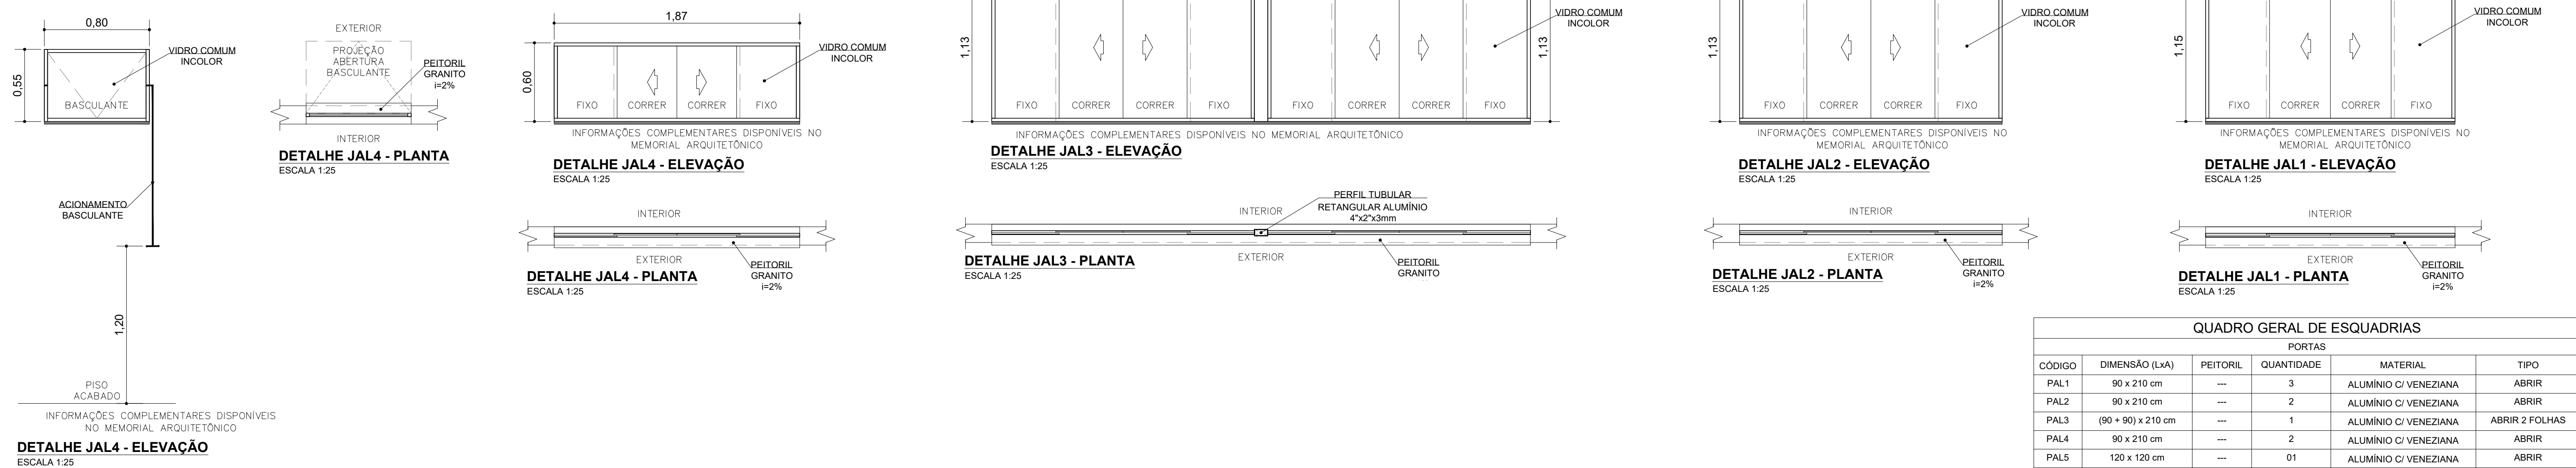 0,80
0,55
VIDRO COMUM
INCOLOR
BASCULANTE
ACIONAMENTO
BASCULANTE
1,20
PISO
ACABADO
INFORMAÇÕES COMPLEMENTARES DISPONÍVEIS
NO MEMORIAL ARQUITETÔNICO
DETALHE JAL4 - ELEVAÇÃO
ESCALA 1:25
EXTERIOR
PROJEÇÃO
ABERTURA
BASCULANTE
PEITORIL
GRANITO
i=2%
INTERIOR
DETALHE JAL4 - PLANTA
ESCALA 1:25
1,87
0,60
VIDRO COMUM
INCOLOR
FIXO CORRER CORRER FIXO
INFORMAÇÕES COMPLEMENTARES DISPONÍVEIS NO
MEMORIAL ARQUITETÔNICO
DETALHE JAL4 - ELEVAÇÃO
ESCALA 1:25
INTERIOR
EXTERIOR
PEITORIL
GRANITO
i=2%
DETALHE JAL4 - PLANTA
ESCALA 1:25
1,13
1,13
VIDRO COMUM
INCOLOR
FIXO CORRER CORRER FIXO FIXO CORRER CORRER FIXO
INFORMAÇÕES COMPLEMENTARES DISPONÍVEIS NO MEMORIAL ARQUITETÔNICO
DETALHE JAL3 - ELEVAÇÃO
ESCALA 1:25
PERFIL TUBULAR
RETANGULAR ALUMÍNIO
4"x2"x3mm
INTERIOR
EXTERIOR
PEITORIL
GRANITO
DETALHE JAL3 - PLANTA
ESCALA 1:25
1,13
VIDRO COMUM
INCOLOR
FIXO CORRER CORRER FIXO
INFORMAÇÕES COMPLEMENTARES DISPONÍVEIS NO
MEMORIAL ARQUITETÔNICO
DETALHE JAL2 - ELEVAÇÃO
ESCALA 1:25
INTERIOR
EXTERIOR
PEITORIL
GRANITO
i=2%
DETALHE JAL2 - PLANTA
ESCALA 1:25
1,15
VIDRO COMUM
INCOLOR
FIXO CORRER CORRER FIXO
INFORMAÇÕES COMPLEMENTARES DISPONÍVEIS NO
MEMORIAL ARQUITETÔNICO
DETALHE JAL1 - ELEVAÇÃO
ESCALA 1:25
INTERIOR
EXTERIOR
PEITORIL
GRANITO
i=2%
DETALHE JAL1 - PLANTA
ESCALA 1:25
QUADRO GERAL DE ESQUADRIAS
PORTAS
CÓDIGO DIMENSÃO (LxA) PEITORIL QUANTIDADE MATERIAL TIPO
PAL1 90 x 210 cm --- 3 ALUMÍNIO C/ VENEZIANA ABRIR
PAL2 90 x 210 cm --- 2 ALUMÍNIO C/ VENEZIANA ABRIR
PAL3 (90 + 90) x 210 cm --- 1 ALUMÍNIO C/ VENEZIANA ABRIR 2 FOLHAS
PAL4 90 x 210 cm --- 2 ALUMÍNIO C/ VENEZIANA ABRIR
PAL5 120 x 120 cm --- 01 ALUMÍNIO C/ VENEZIANA ABRIR